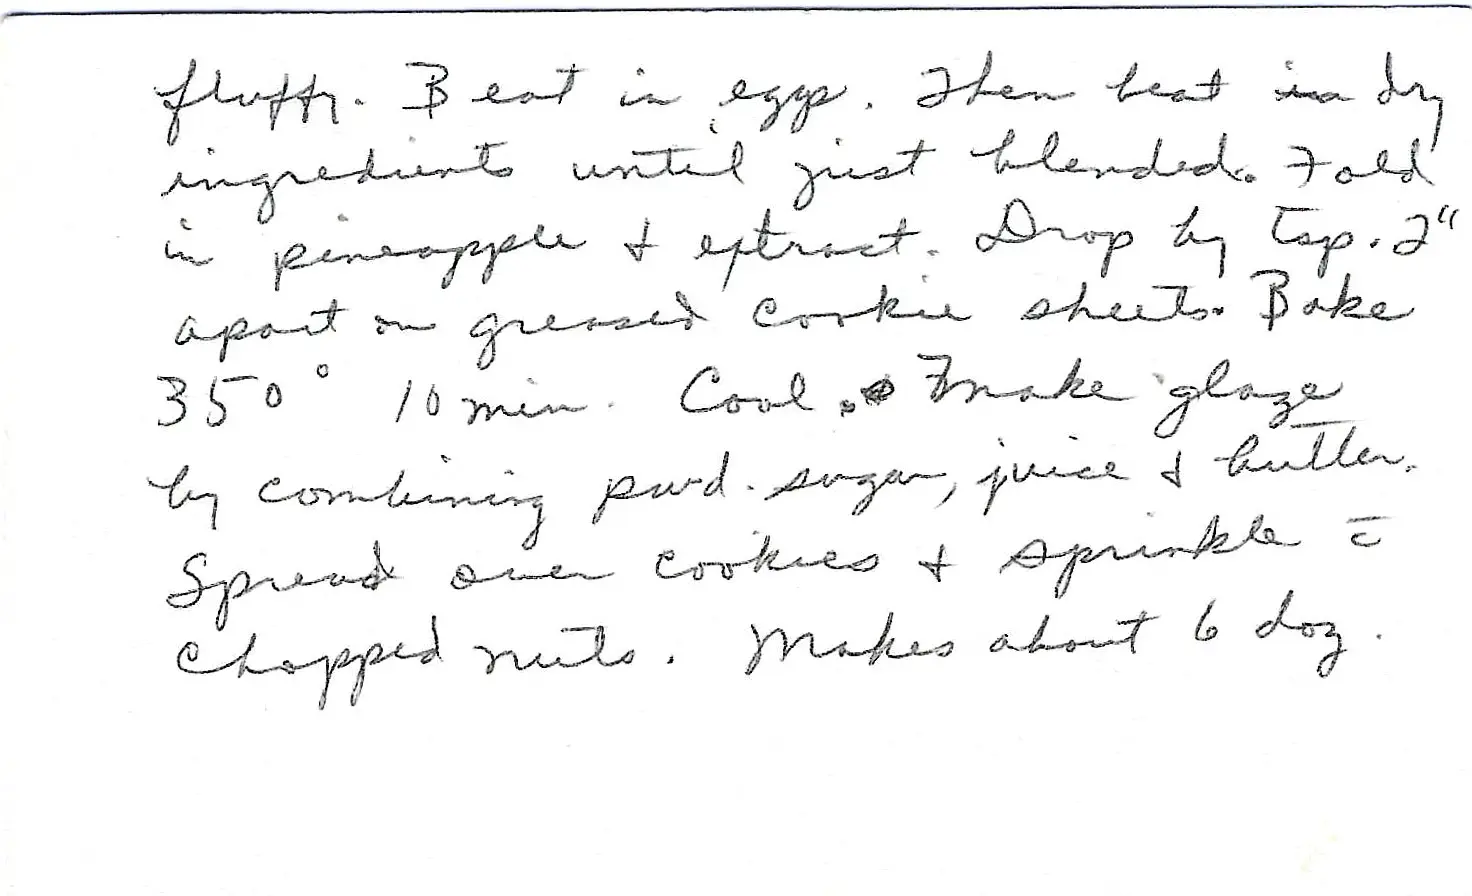 fluffy. Beat in eggs. Then beat in dry
ingredients until just blended. Fold
in pineapple & extract. Drop by tsp. 2"
apart on greased cookie sheets. Bake
350° 10 min. Cool. make glaze
by combining pwd. sugar, juice & butter.
Spread over cookies & sprinkle c̄
chopped nuts. Makes about 6 doz.